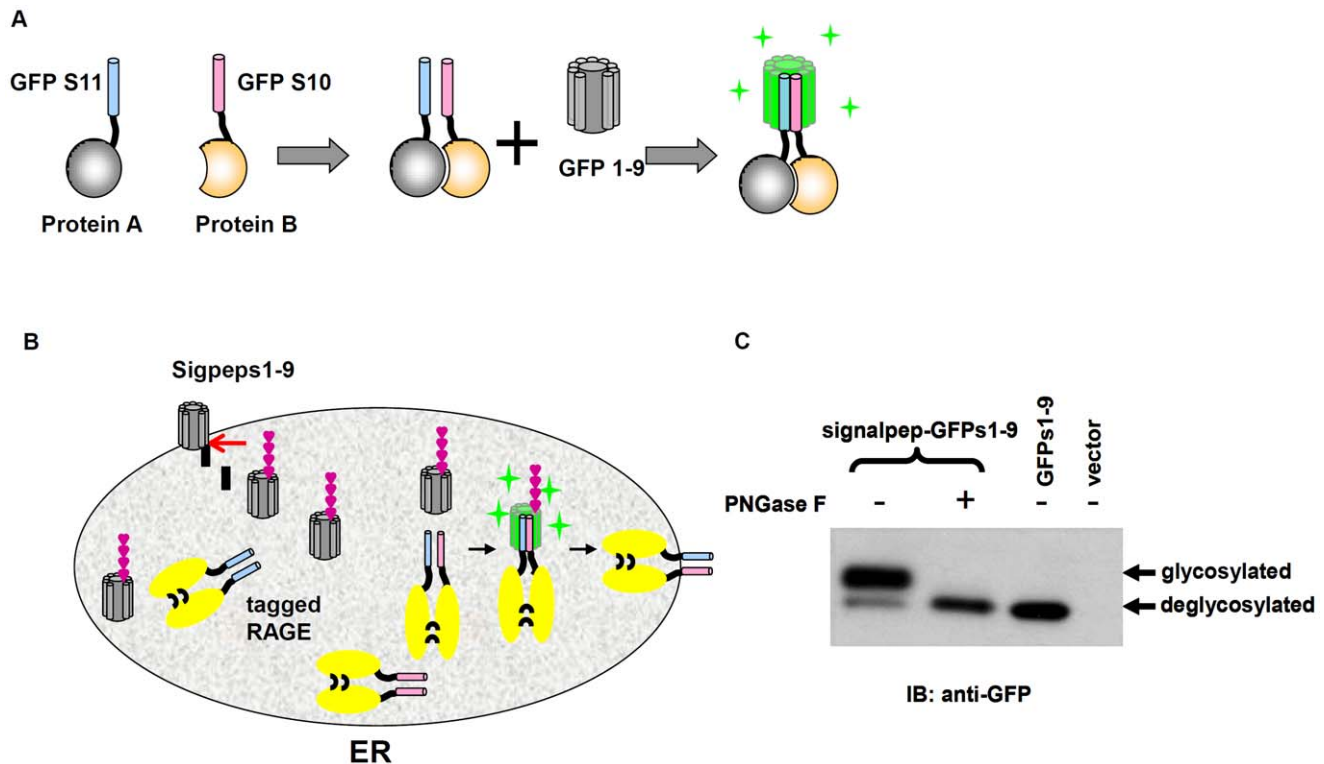 A
GFP S11
GFP S10
GFP 1-9
Protein A
Protein B
B
Sigpeps1-9
tagged
RAGE
ER
C
signalpep-GFPs1-9
GFPs1-9
vector
PNGase F - + - -
glycosylated
deglycosylated
IB: anti-GFP